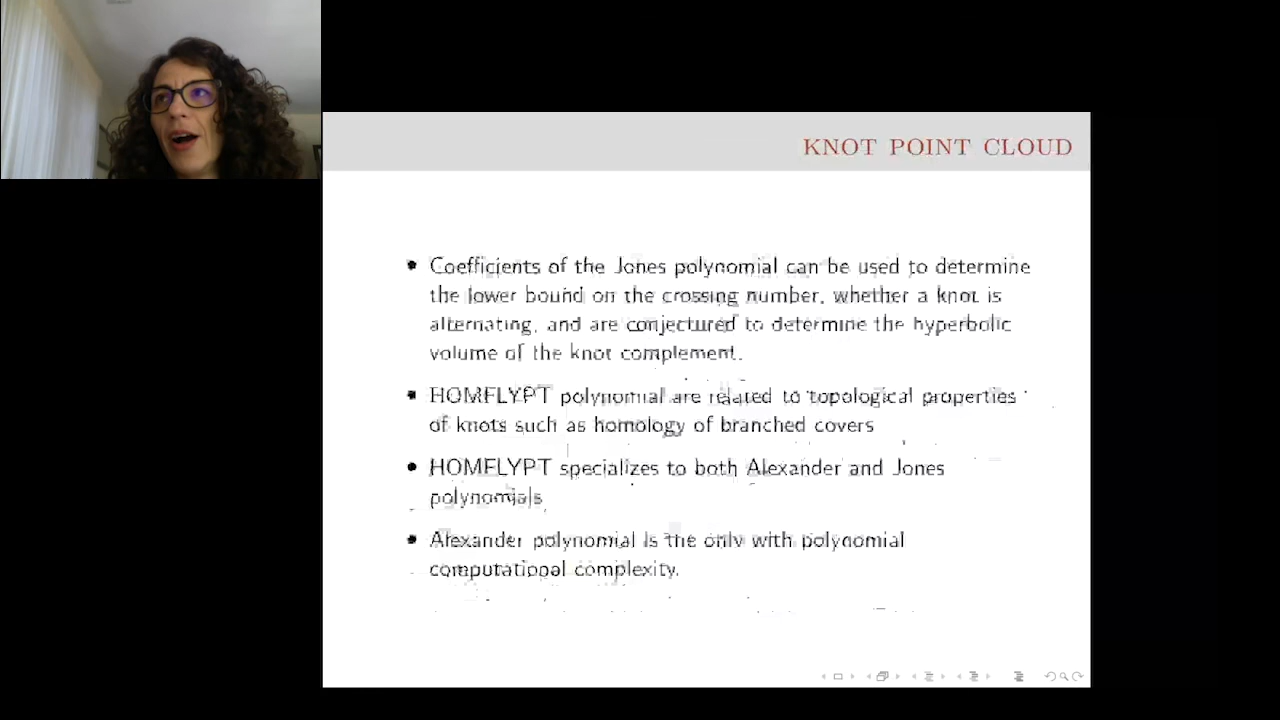 KNOT POINT CLOUD
• Coefficients of the Jones polynomial can be used to determine
the lower bound on the crossing number, whether a knot is
alternating, and are conjectured to determine the hyperbolic
volume of the knot complement.
• HOMFLYPT polynomial are related to topological properties
of knots such as homology of branched covers
• HOMFLYPT specializes to both Alexander and Jones
polynomials
• Alexander polynomial is the only with polynomial
computational complexity.